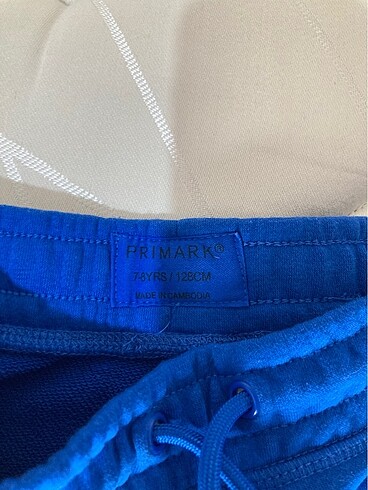 PRIMARK®
7-8YRS / 128CM
MADE IN CAMBODIA